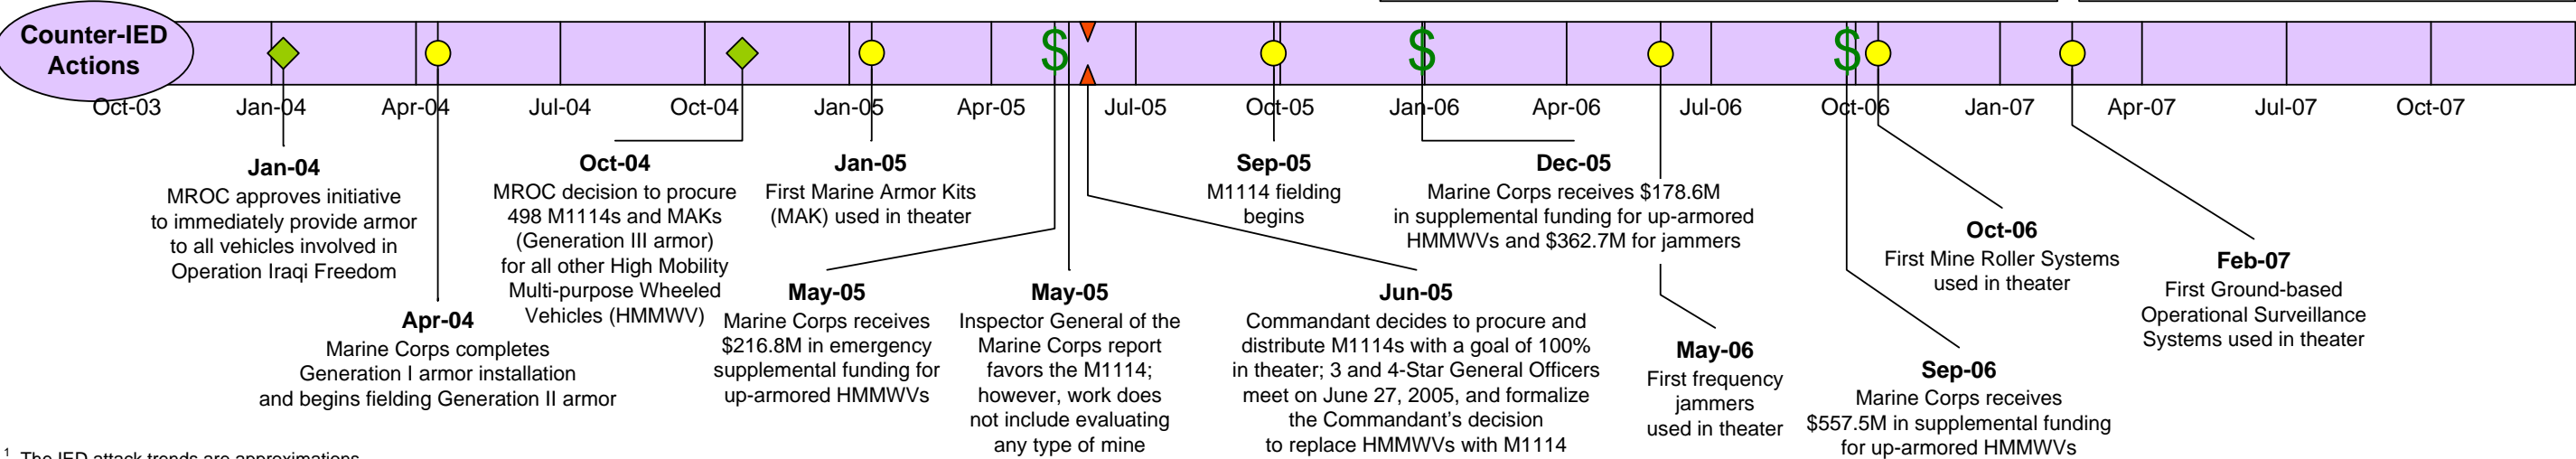 Counter-IED
Actions
$
$
$
Oct-03
Jan-04
Apr-04
Jul-04
Oct-04
Jan-05
Apr-05
Jul-05
Oct-05
Jan-06
Apr-06
Jul-06
Oct-06
Jan-07
Apr-07
Jul-07
Oct-07
Jan-04
MROC approves initiative
to immediately provide armor
to all vehicles involved in
Operation Iraqi Freedom
Apr-04
Marine Corps completes
Generation I armor installation
and begins fielding Generation II armor
Oct-04
MROC decision to procure
498 M1114s and MAKs
(Generation III armor)
for all other High Mobility
Multi-purpose Wheeled
Vehicles (HMMWV)
Jan-05
First Marine Armor Kits
(MAK) used in theater
May-05
Marine Corps receives
$216.8M in emergency
supplemental funding for
up-armored HMMWVs
May-05
Inspector General of the
Marine Corps report
favors the M1114;
however, work does
not include evaluating
any type of mine
Jun-05
Commandant decides to procure and
distribute M1114s with a goal of 100%
in theater; 3 and 4-Star General Officers
meet on June 27, 2005, and formalize
the Commandant's decision
to replace HMMWVs with M1114
Sep-05
M1114 fielding
begins
Dec-05
Marine Corps receives $178.6M
in supplemental funding for up-armored
HMMWVs and $362.7M for jammers
May-06
First frequency
jammers
used in theater
Sep-06
Marine Corps receives
$557.5M in supplemental funding
for up-armored HMMWVs
Oct-06
First Mine Roller Systems
used in theater
Feb-07
First Ground-based
Operational Surveillance
Systems used in theater
1 The IED attack trends are approximations